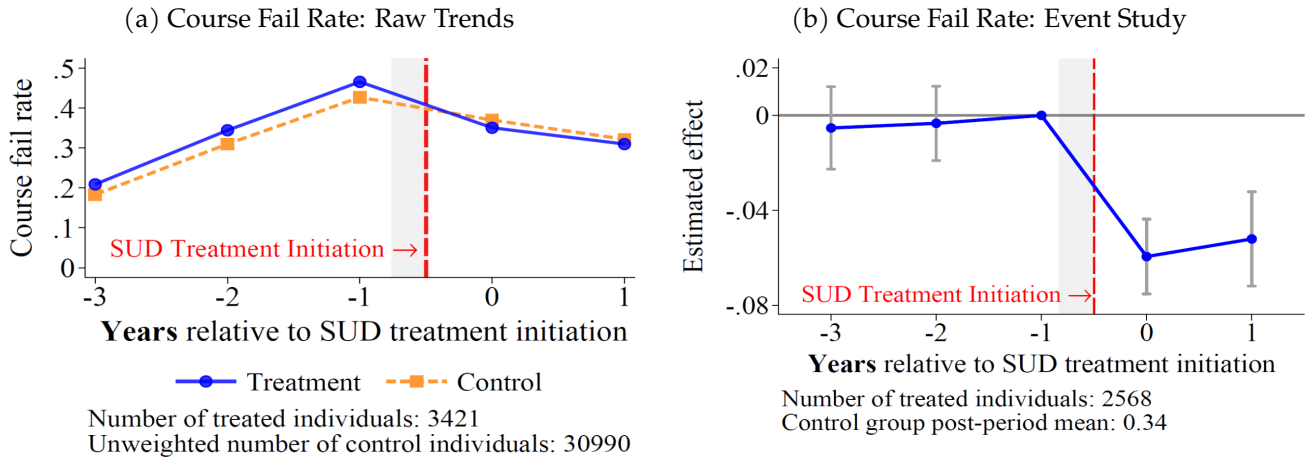 (a) Course Fail Rate: Raw Trends
Course fail rate
.5
.4
.3
.2
.1
0
SUD Treatment Initiation →
-3 -2 -1 0 1
Years relative to SUD treatment initiation
Treatment Control
Number of treated individuals: 3421
Unweighted number of control individuals: 30990
(b) Course Fail Rate: Event Study
Estimated effect
.02
0
-.04
-.08
SUD Treatment Initiation →
-3 -2 -1 0 1
Years relative to SUD treatment initiation
Number of treated individuals: 2568
Control group post-period mean: 0.34